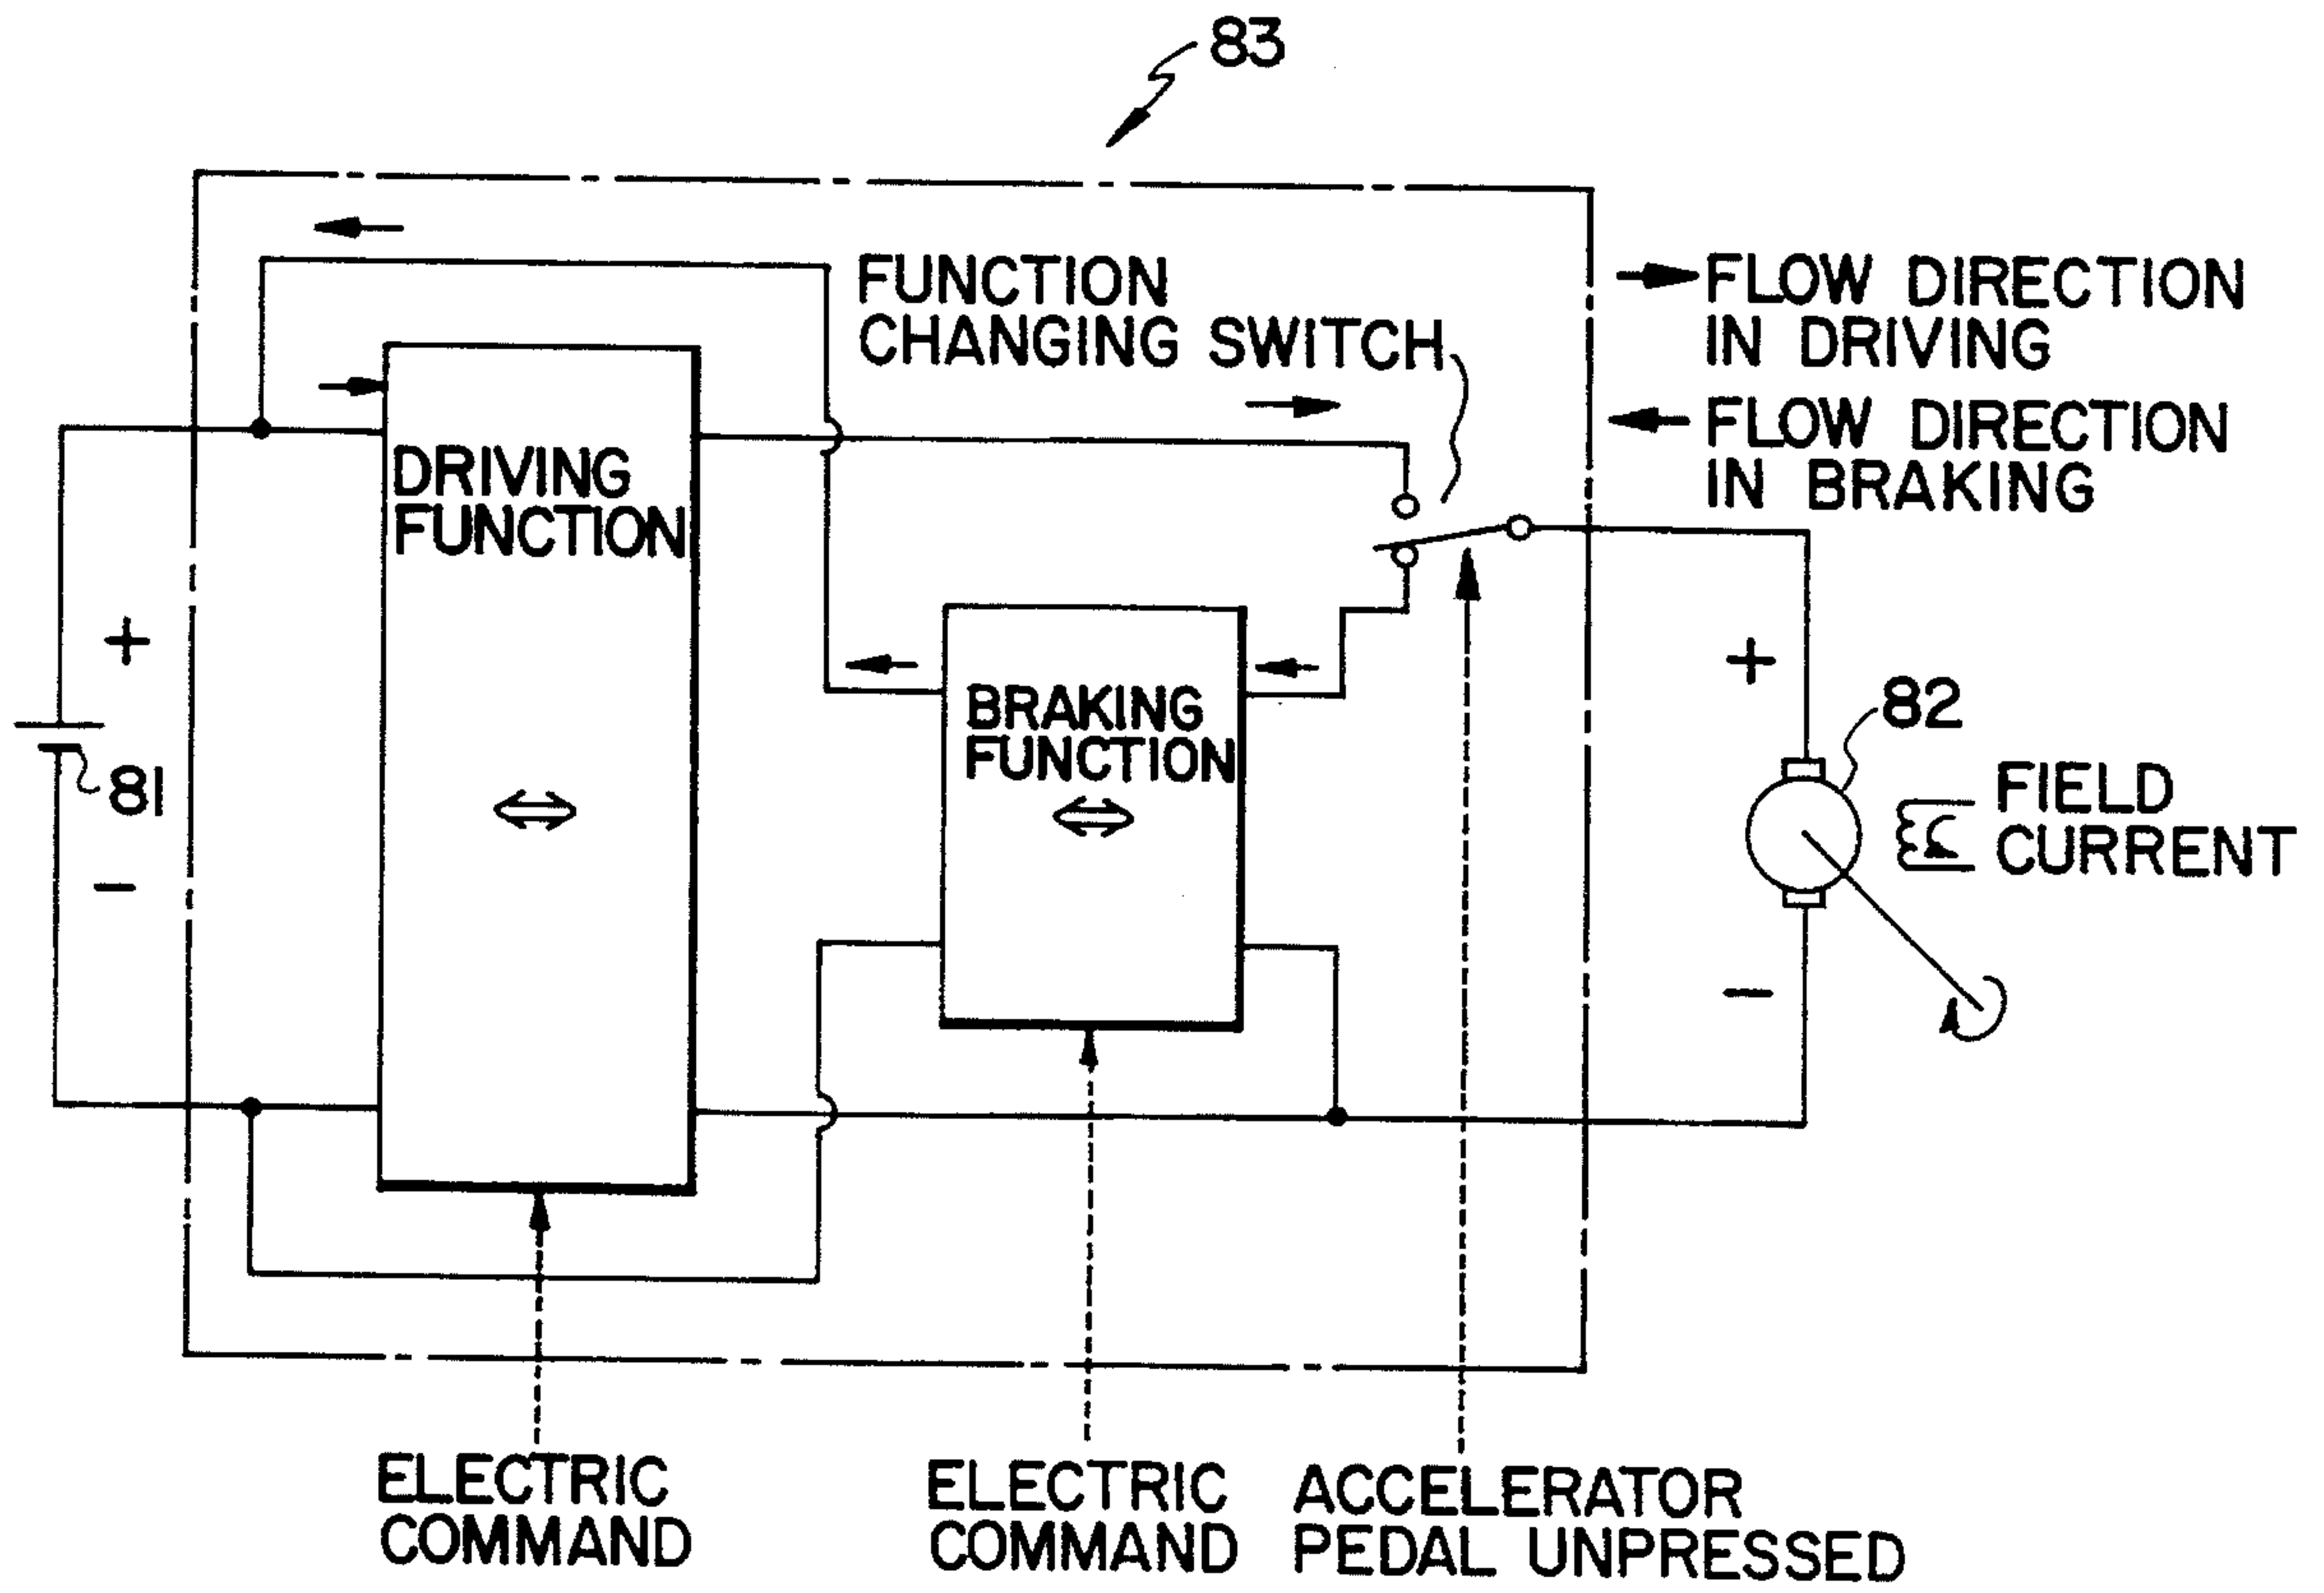 83
FUNCTION
CHANGING SWITCH
FLOW DIRECTION
IN DRIVING
FLOW DIRECTION
IN BRAKING
DRIVING
FUNCTION
+
-
81
BRAKING
FUNCTION
+
-
82
FIELD
CURRENT
ELECTRIC
COMMAND
ELECTRIC
COMMAND
ACCELERATOR
PEDAL UNPRESSED